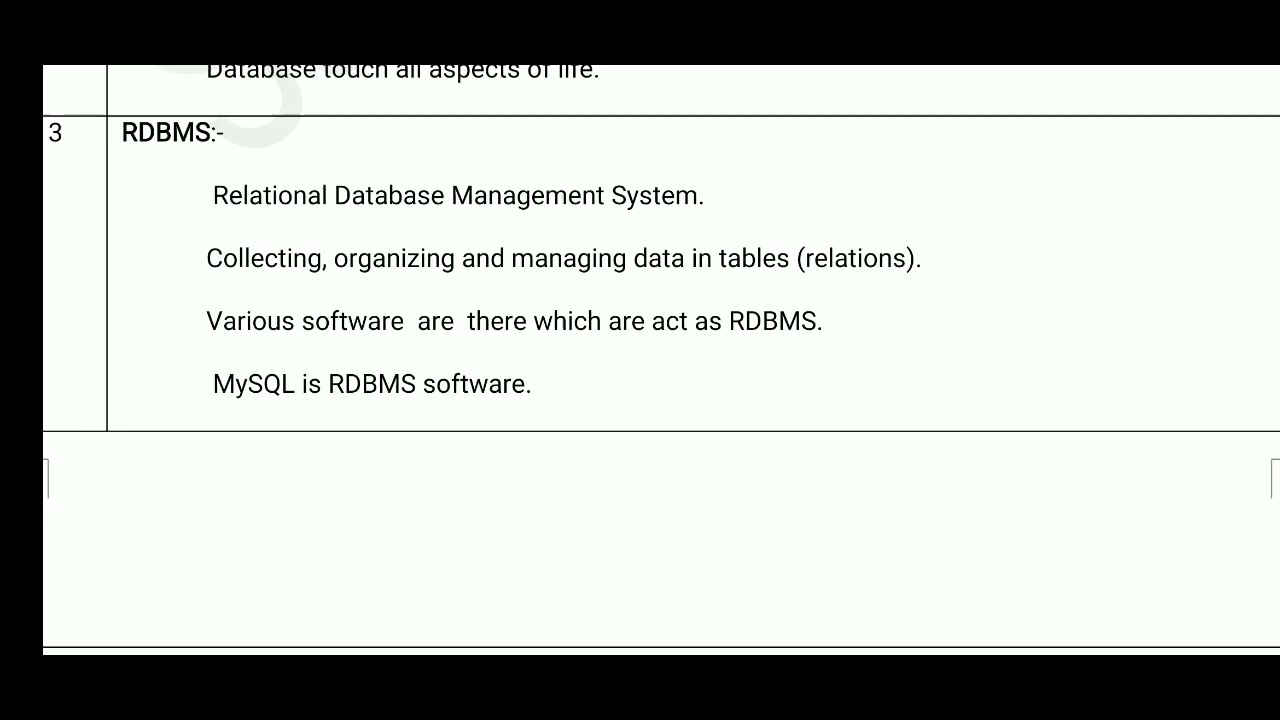 Database touch all aspects of life.
3 RDBMS:-
Relational Database Management System.
Collecting, organizing and managing data in tables (relations).
Various software are there which are act as RDBMS.
MySQL is RDBMS software.